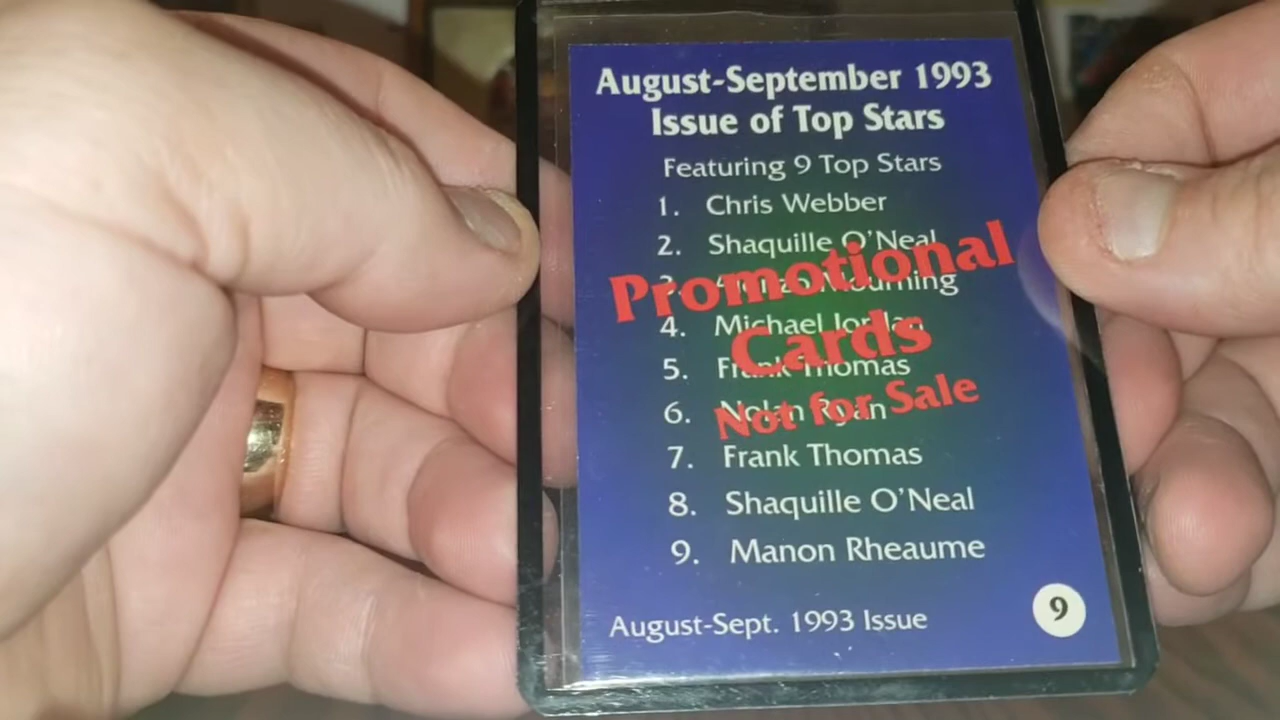 August-September 1993
Issue of Top Stars
Featuring 9 Top Stars
1. Chris Webber
2. Shaquille O'Neal
3. Alonzo Mourning
4. Michael Jordan
5. Frank Thomas
6. Nolan Ryan
7. Frank Thomas
8. Shaquille O'Neal
9. Manon Rheaume
Promotional
Cards
Not for Sale
August-Sept. 1993 Issue
9